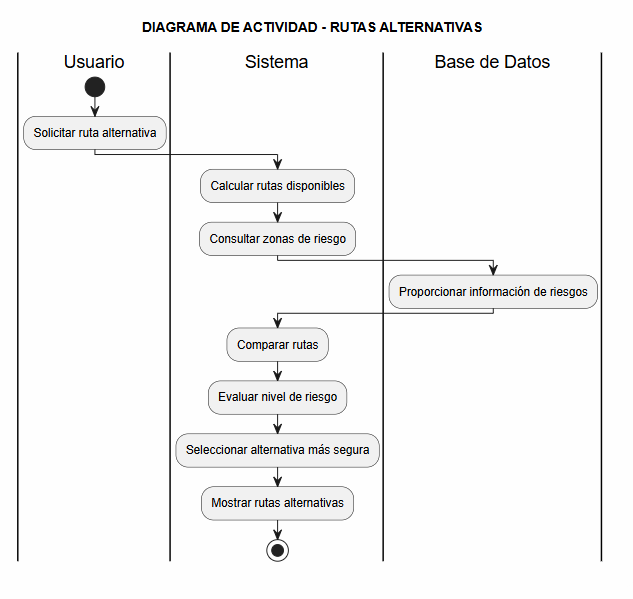 DIAGRAMA DE ACTIVIDAD - RUTAS ALTERNATIVAS
Usuario
Sistema
Base de Datos
Solicitar ruta alternativa
Calcular rutas disponibles
Consultar zonas de riesgo
Proporcionar información de riesgos
Comparar rutas
Evaluar nivel de riesgo
Seleccionar alternativa más segura
Mostrar rutas alternativas